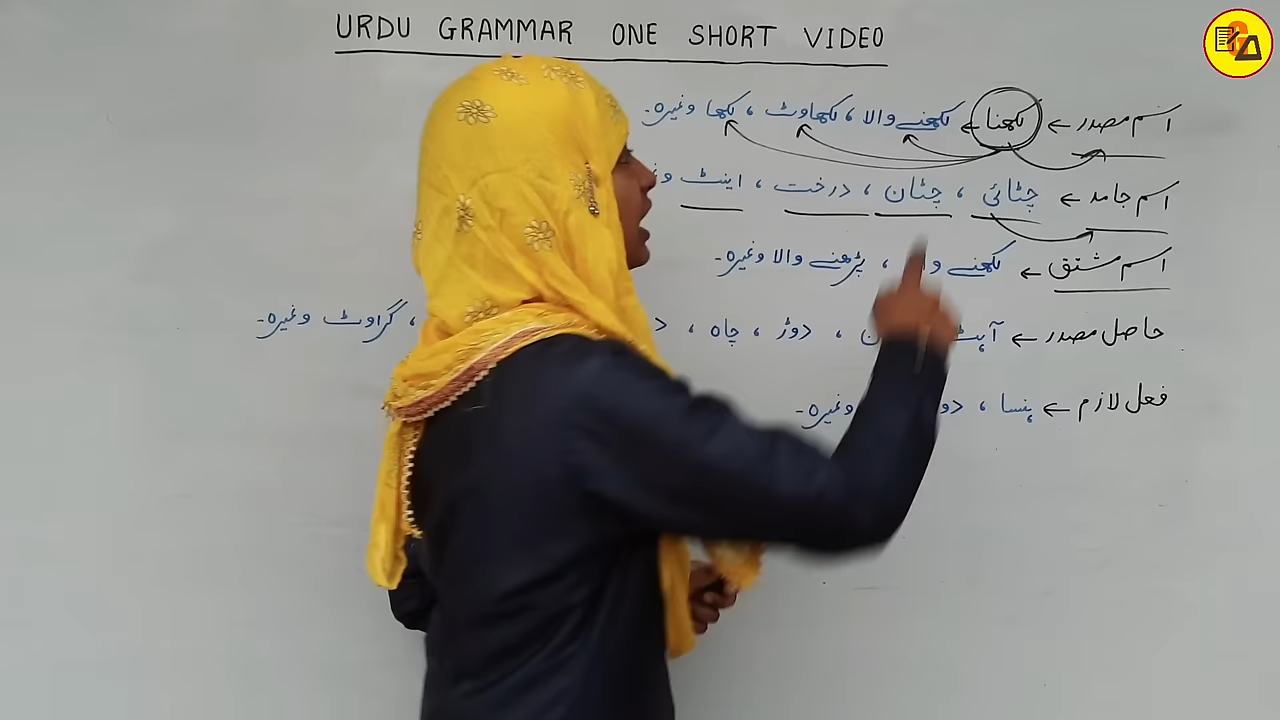 URDU GRAMMAR ONE SHORT VIDEO
اسم مصدر ← لکھنا ← لکھنے والا ، لکھاوٹ ، لکھا وغیرہ۔
اسم جامد ← چٹائی ، چٹان ، درخت ، اینٹ
اسم مشتق ← لکھنے ، پڑھنے والا وغیرہ۔
حاصل مصدر ← آہٹ ، دوڑ ، چاہ ، ، گراوٹ وغیرہ۔
فعل لازم ← ہنسا ، وغیرہ۔